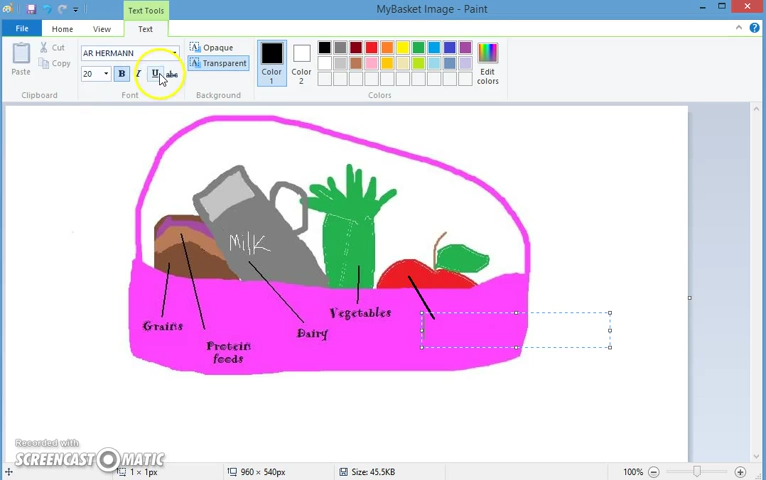 Text Tools
MyBasket Image - Paint
File
Home
View
Text
Paste
Cut
Copy
Clipboard
AR HERMANN
20
B I U abc
Font
Opaque
Transparent
Background
Color 1
Color 2
Edit colors
Colors
Milk
Grains
Protein
foods
Dairy
Vegetables
Recorded with
SCREENCAST-O-MATIC
1 × 1px
960 × 540px
Size: 45.5KB
100%